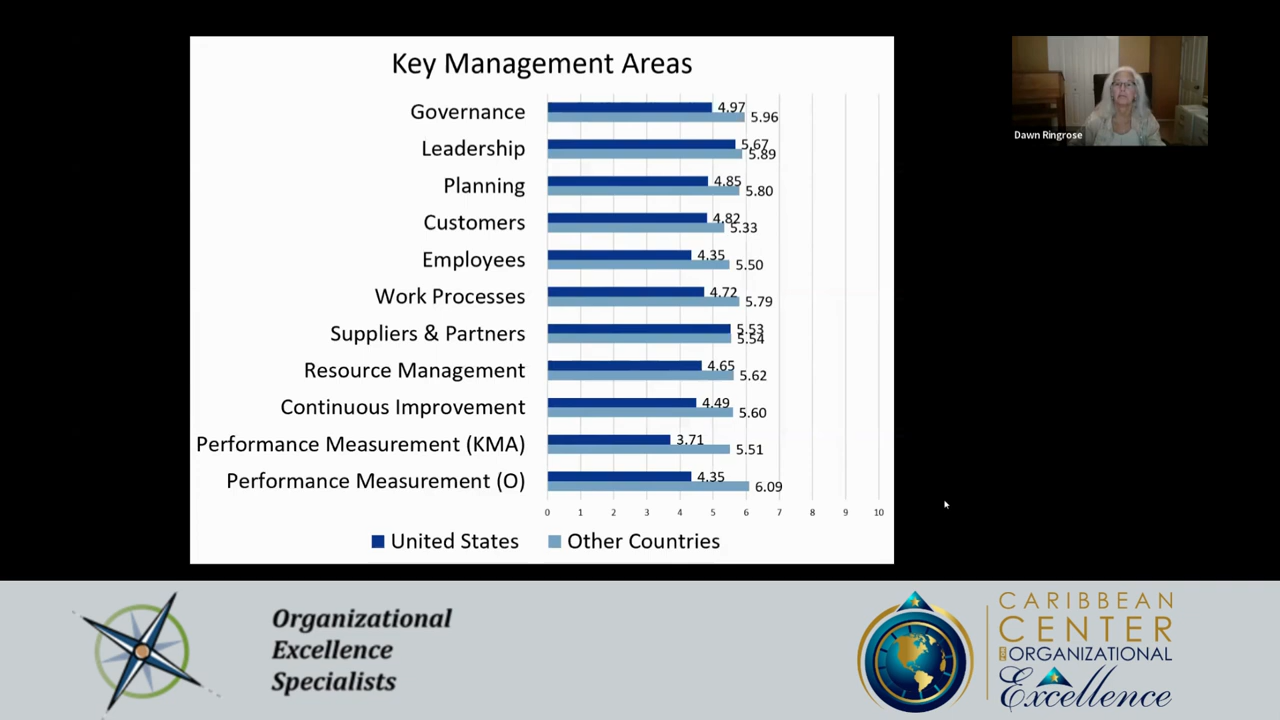 Key Management Areas
Governance
4.97
5.96
Leadership
5.67
5.89
Planning
4.85
5.80
Customers
4.82
5.33
Employees
4.35
5.50
Work Processes
4.72
5.79
Suppliers & Partners
5.53
5.54
Resource Management
4.65
5.62
Continuous Improvement
4.49
5.60
Performance Measurement (KMA)
3.71
5.51
Performance Measurement (O)
4.35
6.09
0 1 2 3 4 5 6 7 8 9 10
United States Other Countries
Dawn Ringrose
Organizational
Excellence
Specialists
CARIBBEAN
CENTER
FOR ORGANIZATIONAL
Excellence